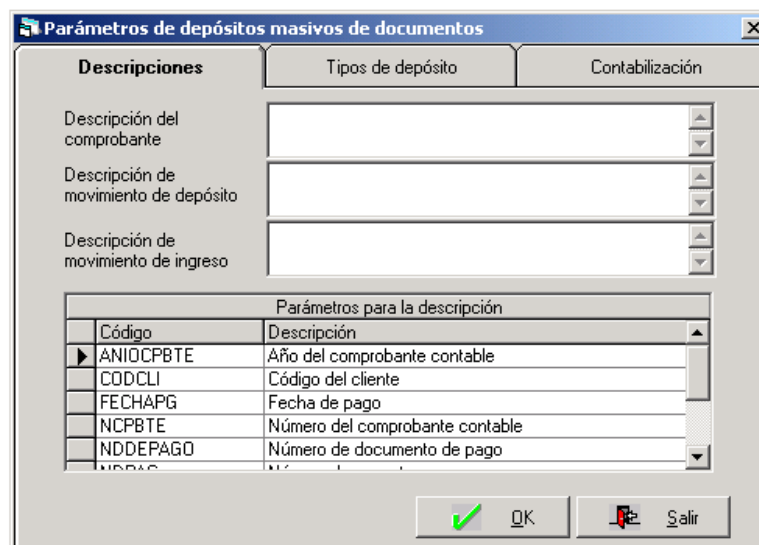 Parámetros de depósitos masivos de documentos
Descripciones Tipos de depósito Contabilización
Descripción del
comprobante
Descripción de
movimiento de depósito
Descripción de
movimiento de ingreso
Parámetros para la descripción
Código Descripción
ANIOCPBTE Año del comprobante contable
CODCLI Código del cliente
FECHAPG Fecha de pago
NCPBTE Número del comprobante contable
NDDEPAGO Número de documento de pago
OK Salir